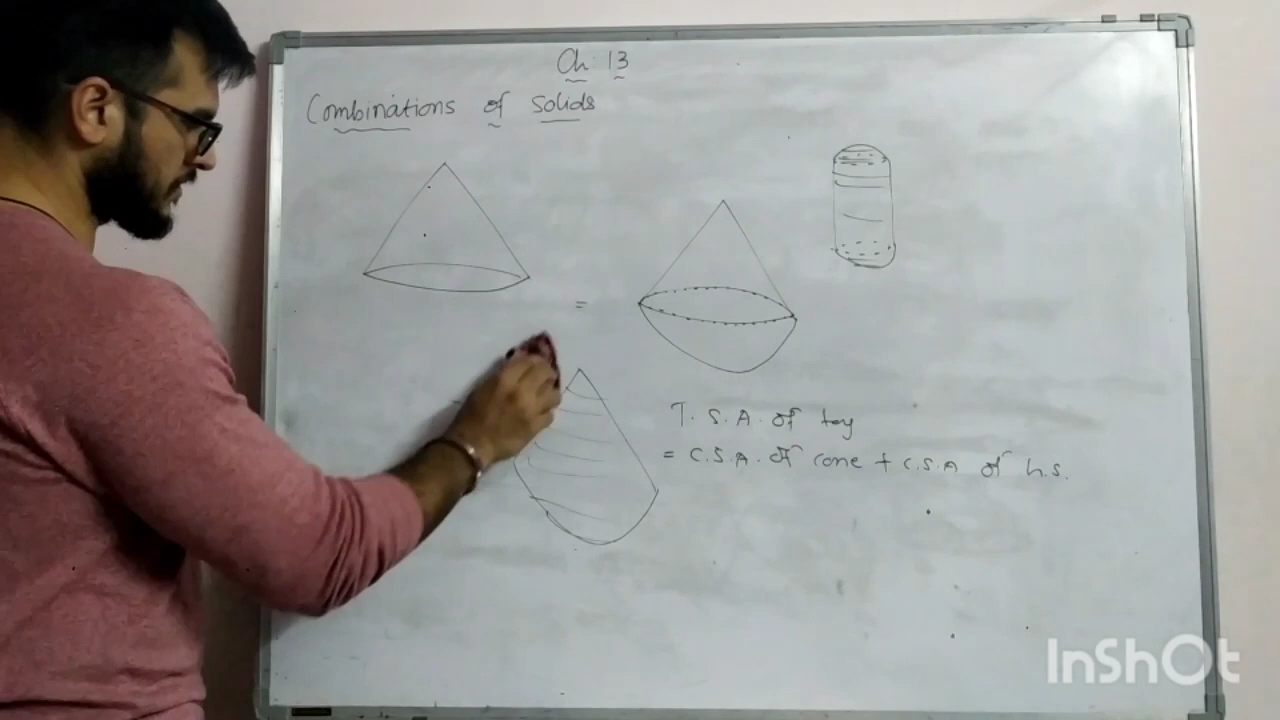 Ch. 13
Combinations of solids
=
T.S.A. of toy
= C.S.A. of cone + C.S.A of h.s.
InShOt